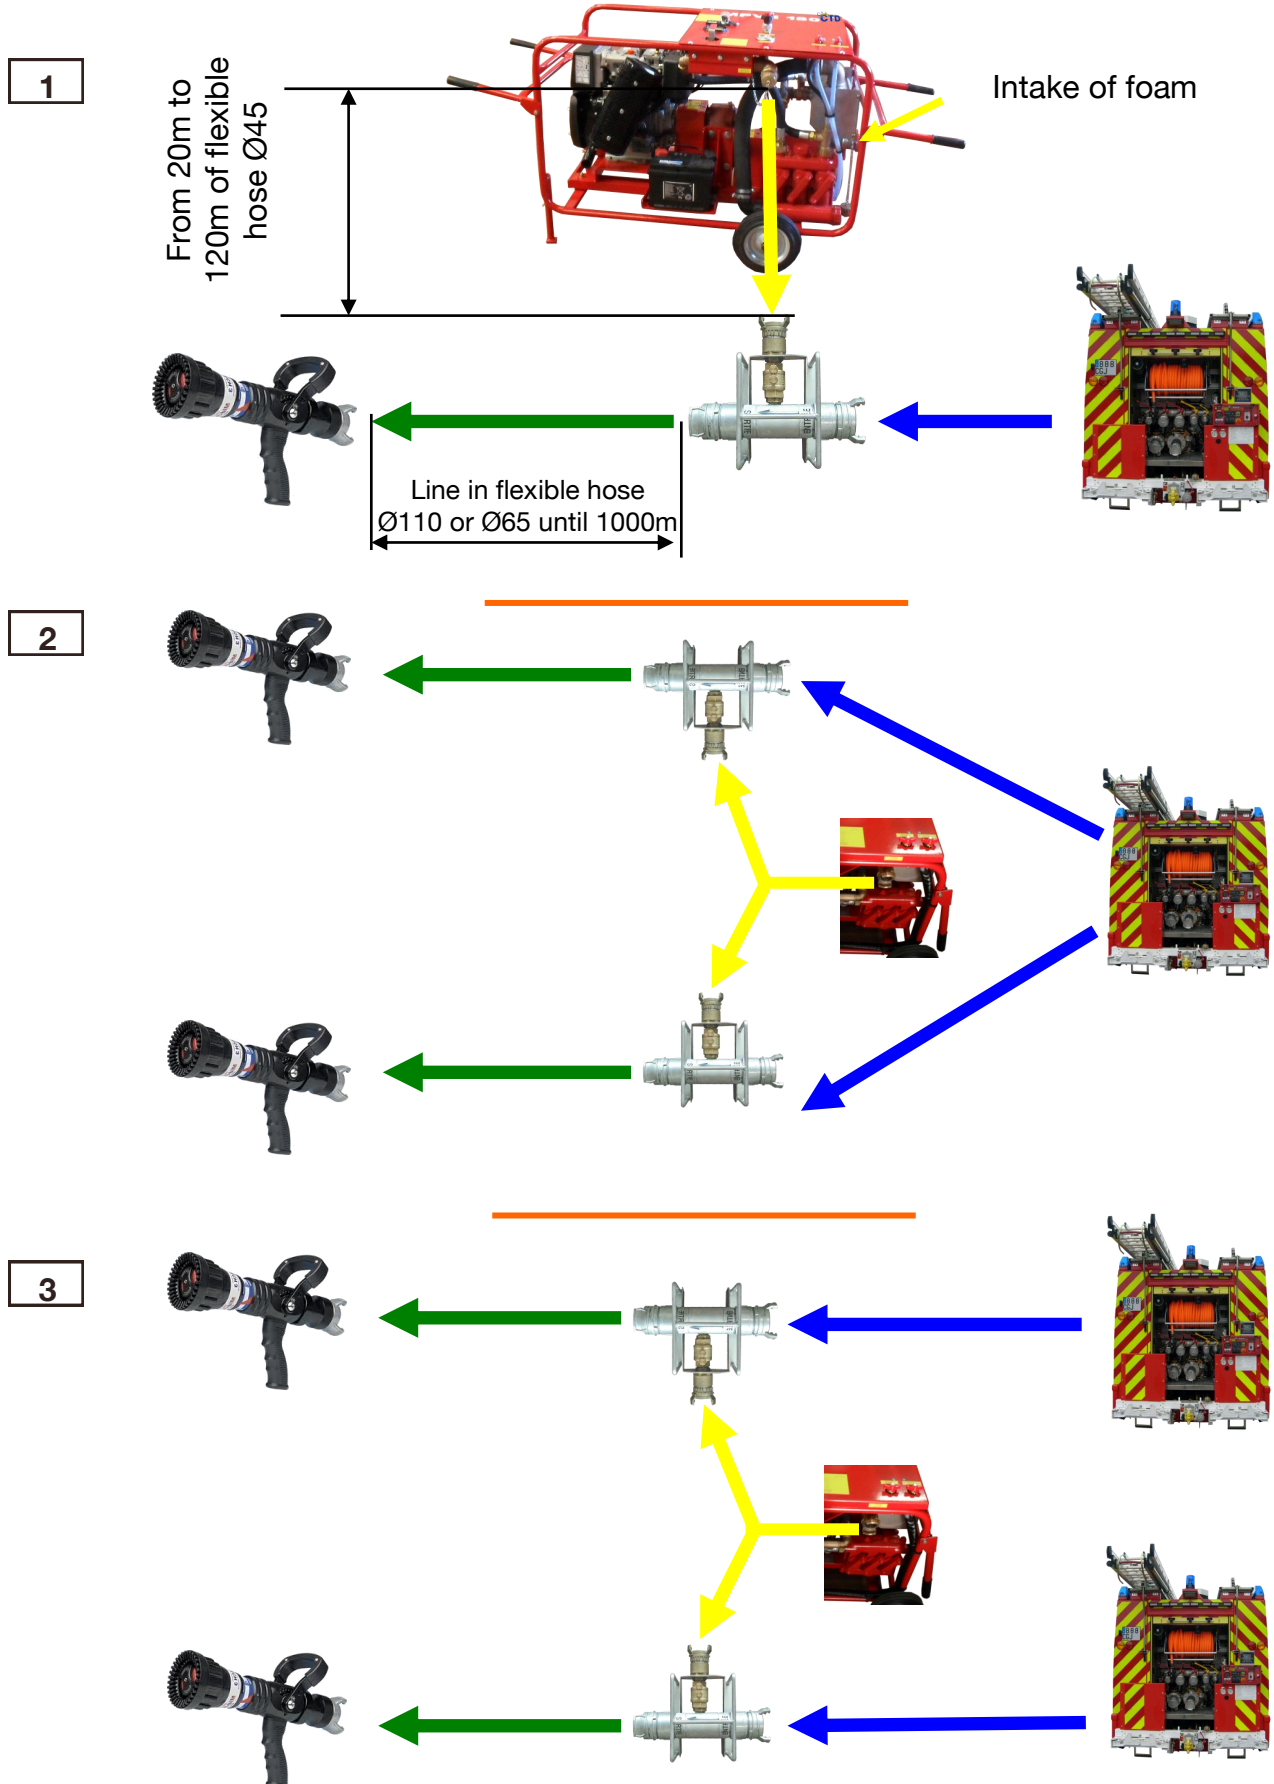 1
From 20m to
120m of flexible
hose Ø45
CTD
Intake of foam
Line in flexible hose
Ø110 or Ø65 until 1000m
2
3